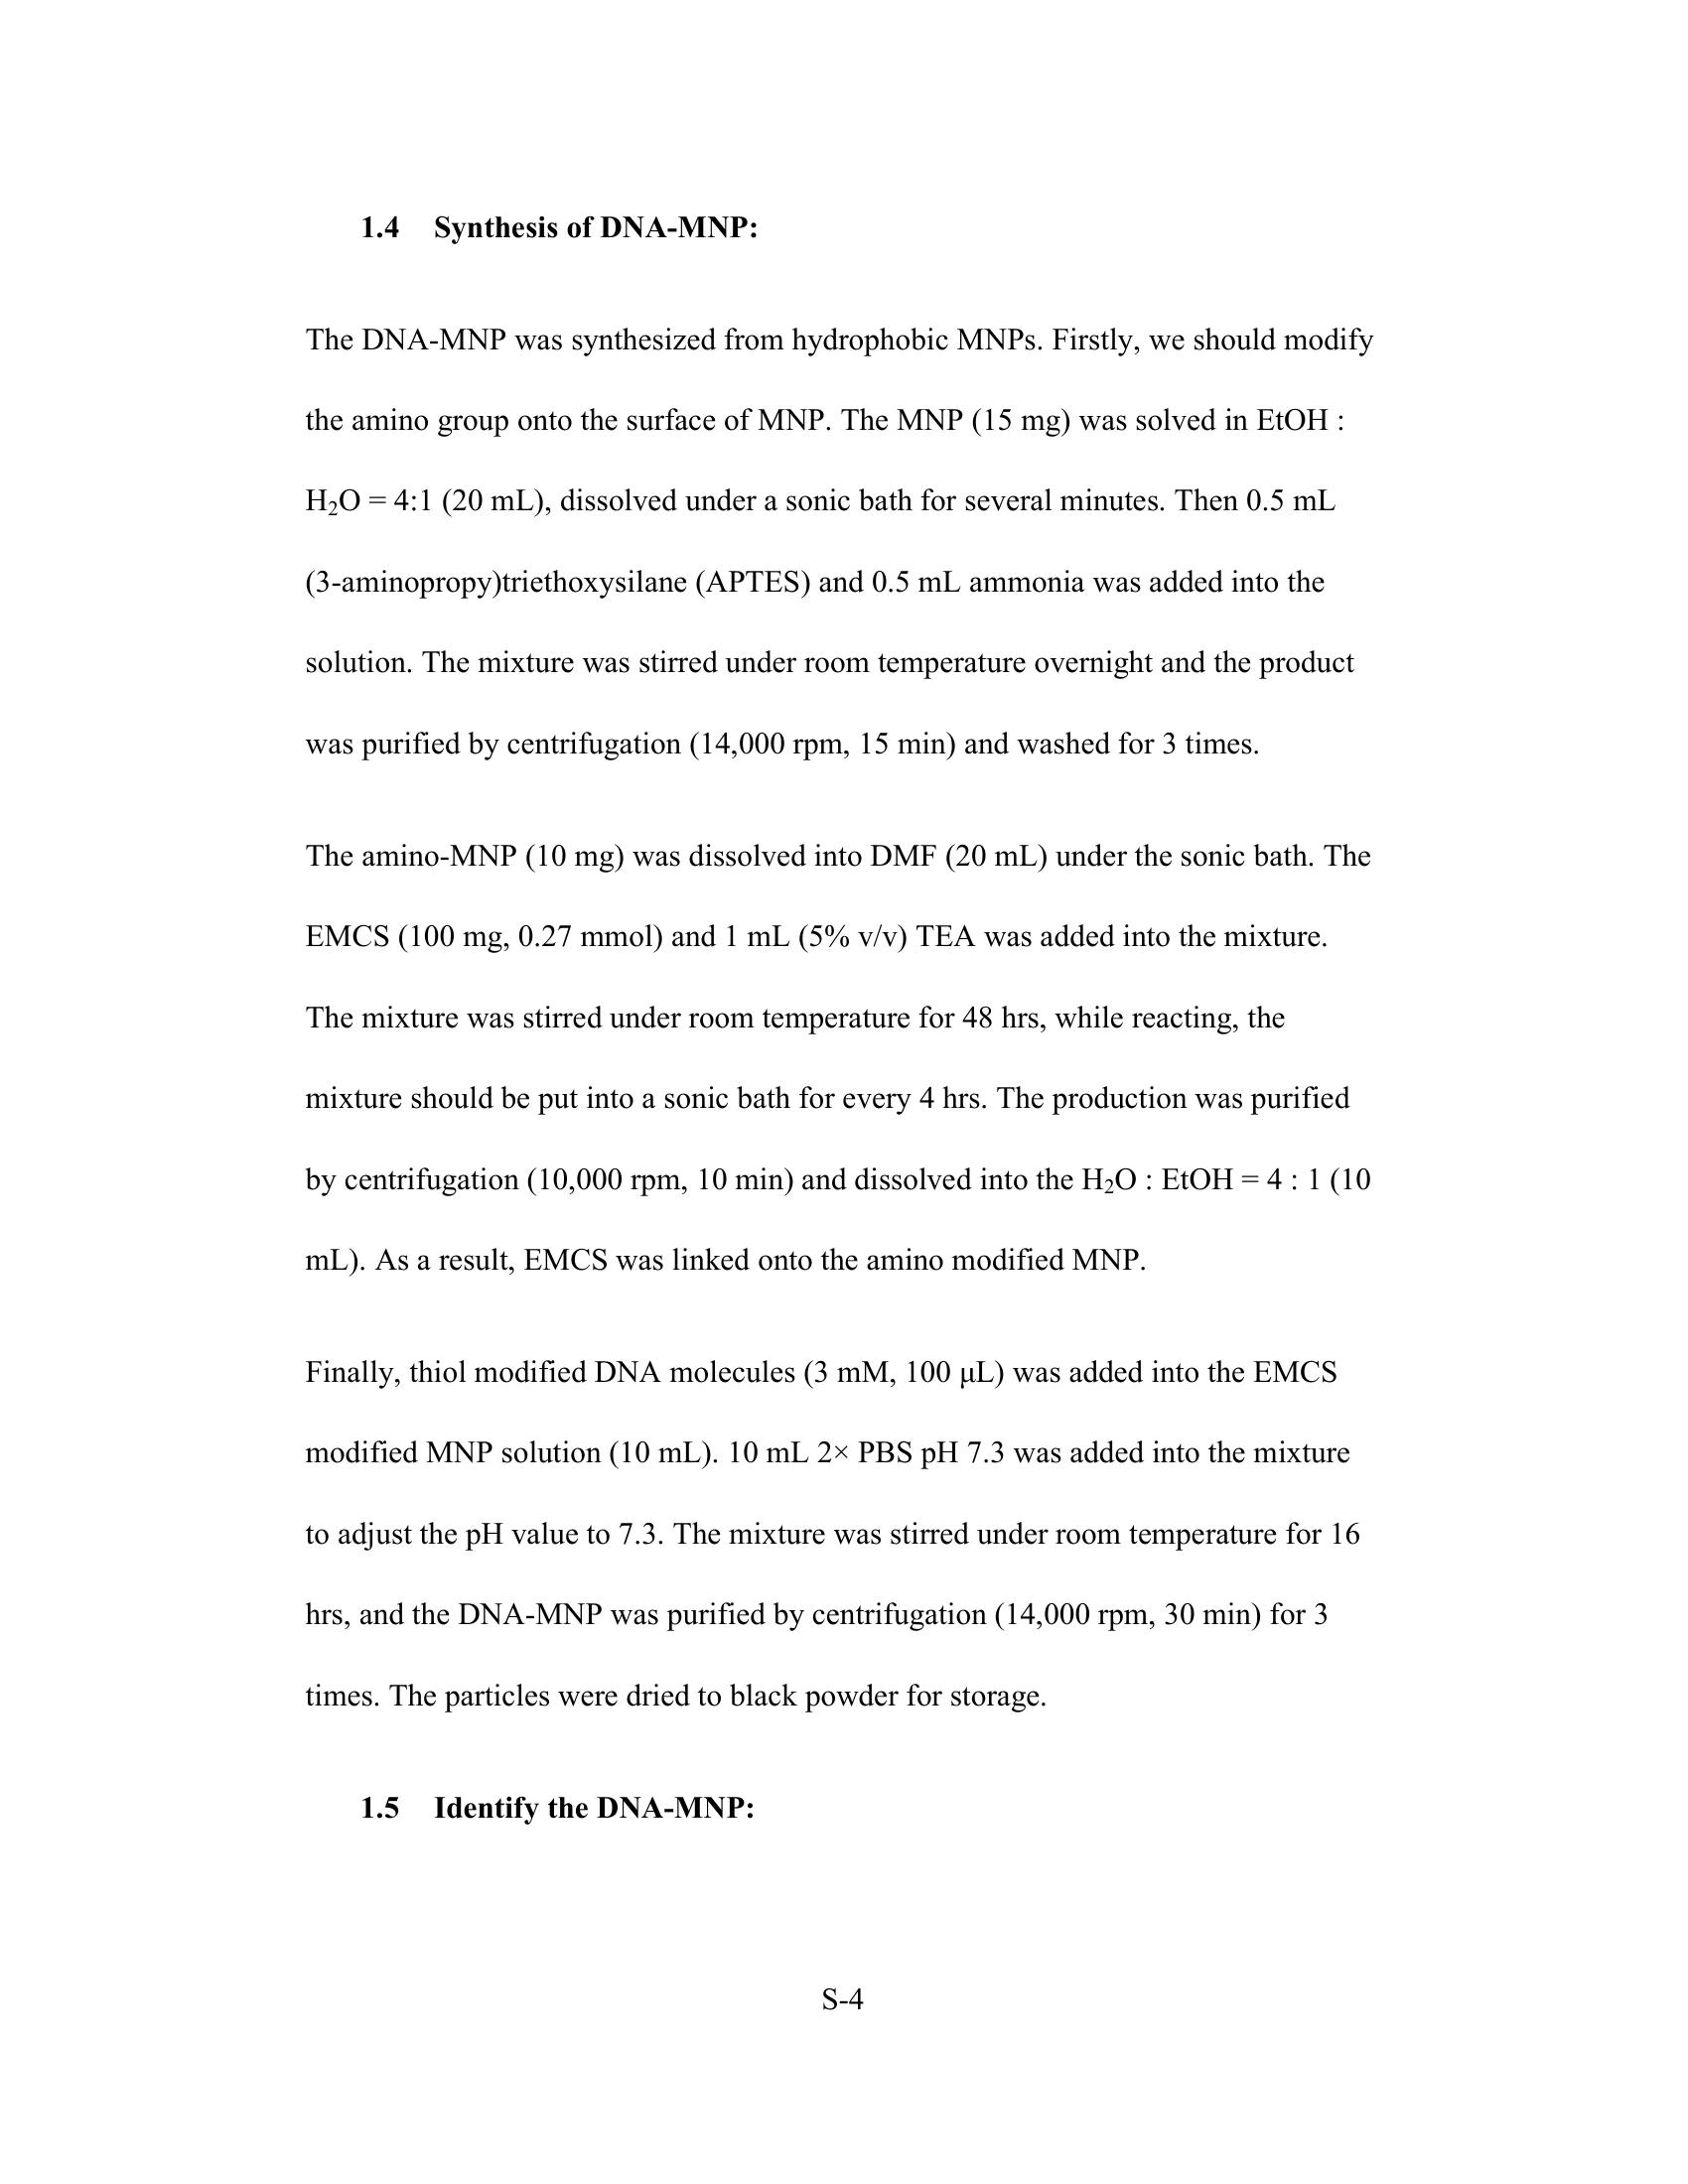 1.4 Synthesis of DNA-MNP:
The DNA-MNP was synthesized from hydrophobic MNPs. Firstly, we should modify
the amino group onto the surface of MNP. The MNP (15 mg) was solved in EtOH :
H₂O = 4:1 (20 mL), dissolved under a sonic bath for several minutes. Then 0.5 mL
(3-aminopropy)triethoxysilane (APTES) and 0.5 mL ammonia was added into the
solution. The mixture was stirred under room temperature overnight and the product
was purified by centrifugation (14,000 rpm, 15 min) and washed for 3 times.
The amino-MNP (10 mg) was dissolved into DMF (20 mL) under the sonic bath. The
EMCS (100 mg, 0.27 mmol) and 1 mL (5% v/v) TEA was added into the mixture.
The mixture was stirred under room temperature for 48 hrs, while reacting, the
mixture should be put into a sonic bath for every 4 hrs. The production was purified
by centrifugation (10,000 rpm, 10 min) and dissolved into the H₂O : EtOH = 4 : 1 (10
mL). As a result, EMCS was linked onto the amino modified MNP.
Finally, thiol modified DNA molecules (3 mM, 100 μL) was added into the EMCS
modified MNP solution (10 mL). 10 mL 2× PBS pH 7.3 was added into the mixture
to adjust the pH value to 7.3. The mixture was stirred under room temperature for 16
hrs, and the DNA-MNP was purified by centrifugation (14,000 rpm, 30 min) for 3
times. The particles were dried to black powder for storage.
1.5 Identify the DNA-MNP:
S-4